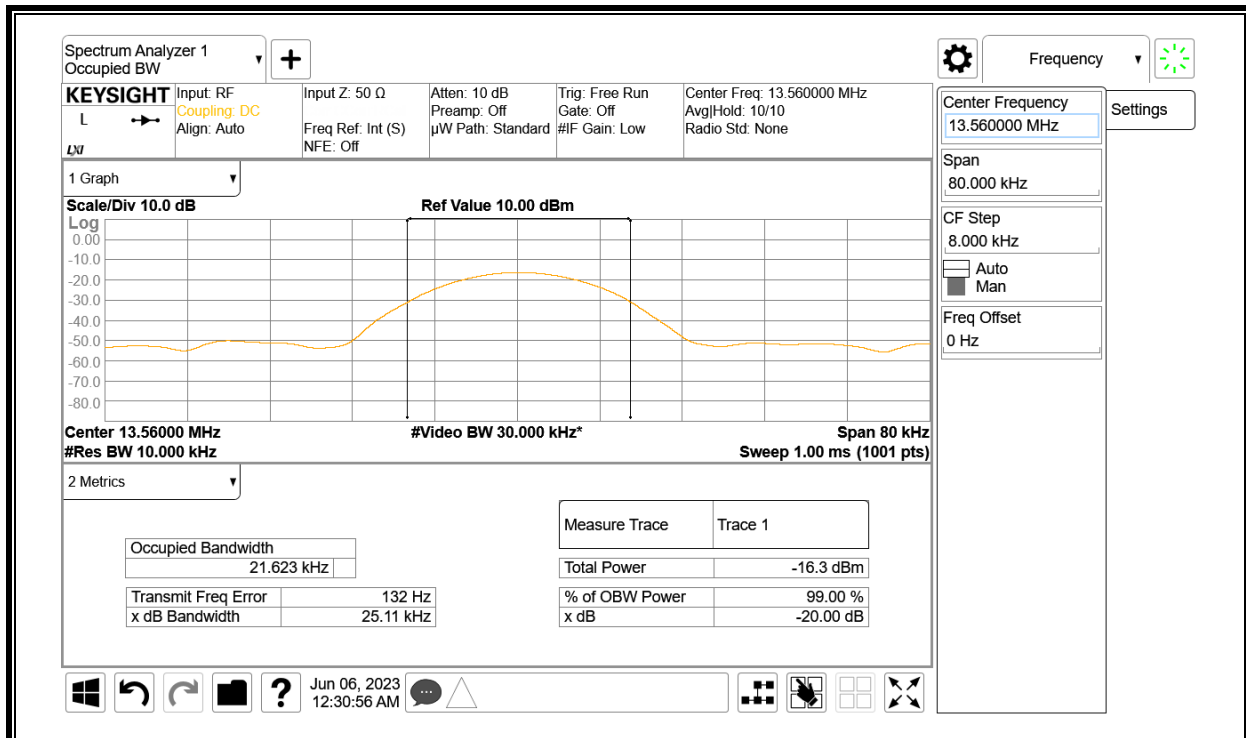 Spectrum Analyzer 1
Occupied BW
Frequency
KEYSIGHT
L
LXI
Input: RF
Coupling: DC
Align: Auto
Input Z: 50 Ω
Freq Ref: Int (S)
NFE: Off
Atten: 10 dB
Preamp: Off
µW Path: Standard
Trig: Free Run
Gate: Off
#IF Gain: Low
Center Freq: 13.560000 MHz
Avg|Hold: 10/10
Radio Std: None
Center Frequency
13.560000 MHz
Settings
Span
80.000 kHz
CF Step
8.000 kHz
Auto
Man
Freq Offset
0 Hz
1 Graph
Scale/Div 10.0 dB
Ref Value 10.00 dBm
Log
0.00
-10.0
-20.0
-30.0
-40.0
-50.0
-60.0
-70.0
-80.0
Center 13.56000 MHz
#Video BW 30.000 kHz*
Span 80 kHz
#Res BW 10.000 kHz
Sweep 1.00 ms (1001 pts)
2 Metrics
Measure Trace Trace 1
Occupied Bandwidth
21.623 kHz
Total Power -16.3 dBm
Transmit Freq Error 132 Hz
% of OBW Power 99.00 %
x dB Bandwidth 25.11 kHz
x dB -20.00 dB
?
Jun 06, 2023
12:30:56 AM